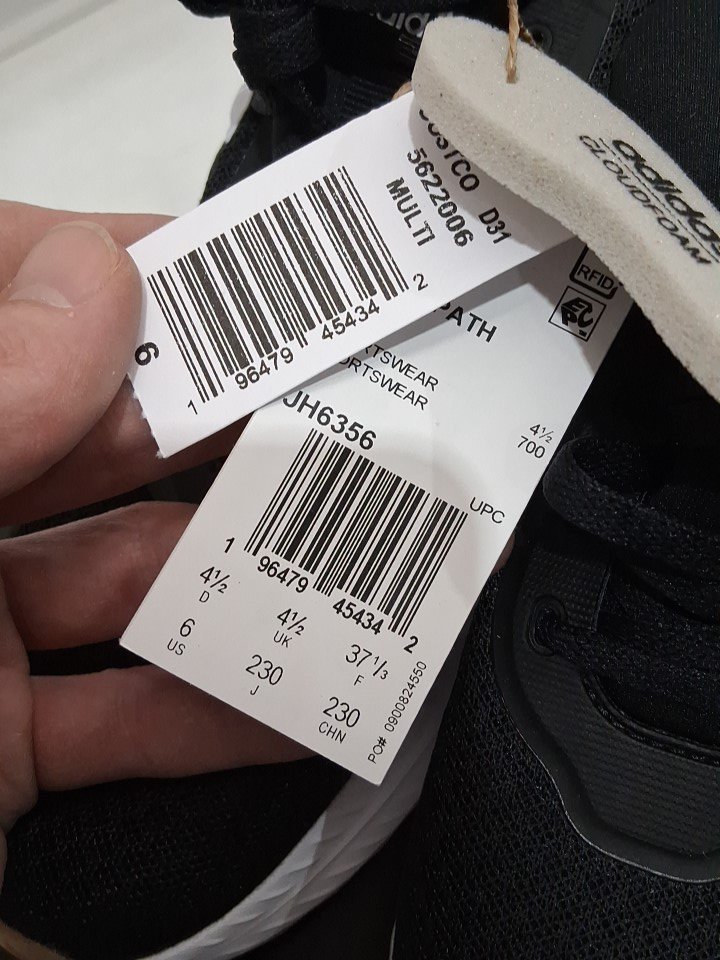 adidas
CLOUDFOAM
COSTCO D31
5622006
MULTI
6
1 96479 45434 2
RFID
PATH
RTSWEAR
ORTSWEAR
JH6356
4½
700
UPC
1 96479 45434 2
4½ D
4½ UK
37⅓ F
6 US
230 J
230 CHN
PO# 0900824550